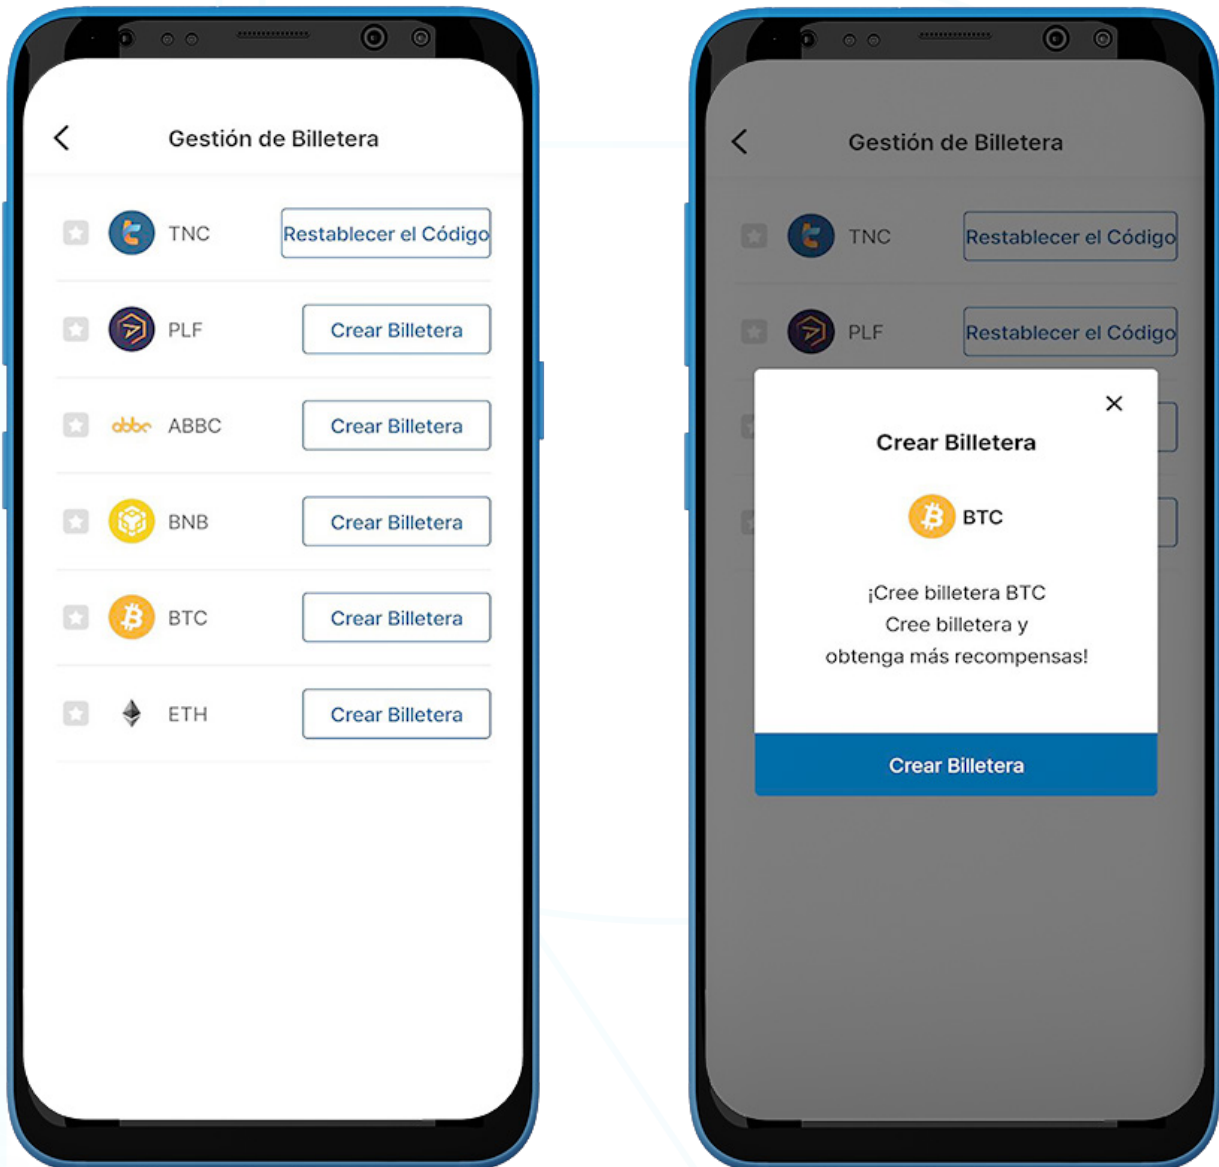 Gestión de Billetera
TNC
Restablecer el Código
PLF
Crear Billetera
abbc
ABBC
Crear Billetera
BNB
Crear Billetera
BTC
Crear Billetera
ETH
Crear Billetera
Gestión de Billetera
TNC
Restablecer el Código
PLF
Restablecer el Código
Crear Billetera
BTC
¡Cree billetera BTC
Cree billetera y
obtenga más recompensas!
Crear Billetera